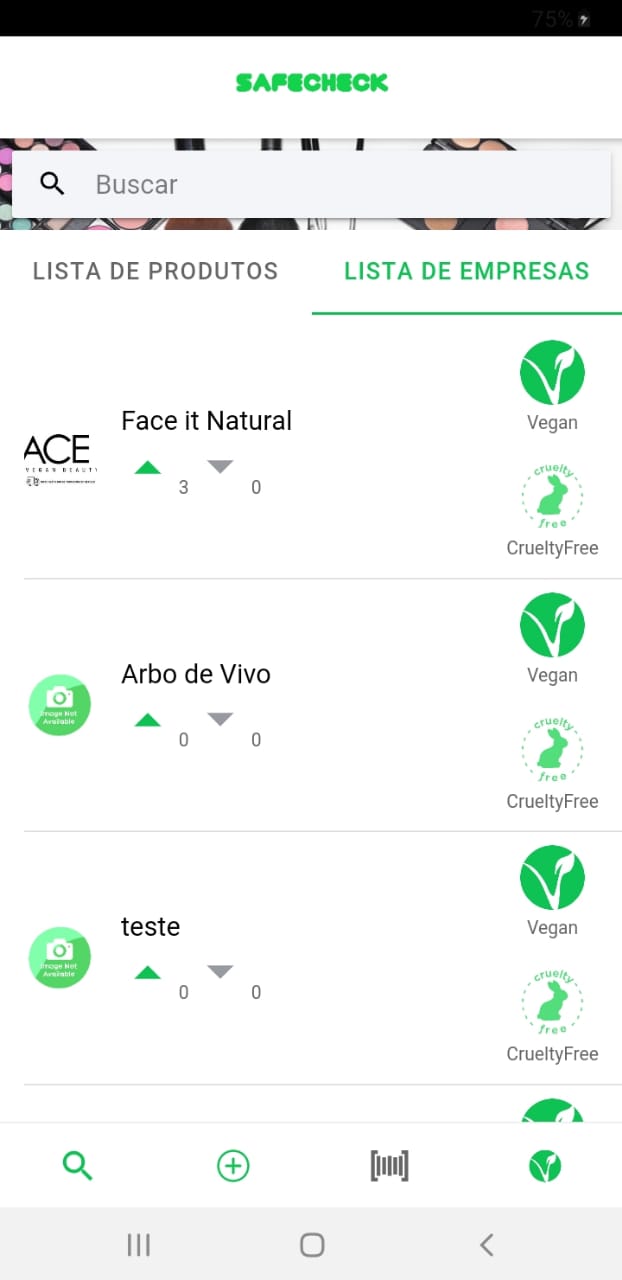 75%
SAFECHECK
Buscar
LISTA DE PRODUTOS
LISTA DE EMPRESAS
Vegan
Face it Natural
ACE
VEGAN BEAUTY
3
0
cruelty
free
CrueltyFree
Vegan
Arbo de Vivo
Image Not
Available
0
0
cruelty
free
CrueltyFree
Vegan
teste
Image Not
Available
0
0
cruelty
free
CrueltyFree